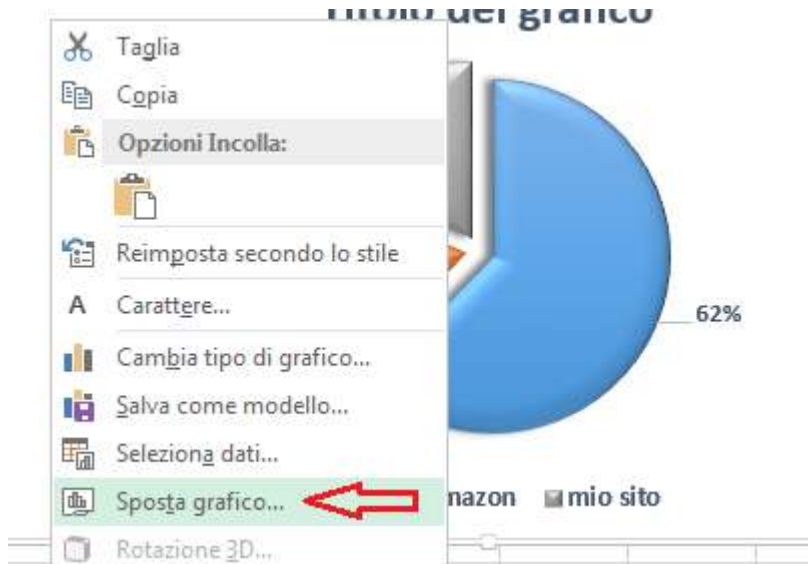 Titolo del grafico
Taglia
Copia
Opzioni Incolla:
Reimposta secondo lo stile
A Carattere...
Cambia tipo di grafico...
62%
Salva come modello...
Seleziona dati...
Sposta grafico...
mazon mio sito
Rotazione 3D...